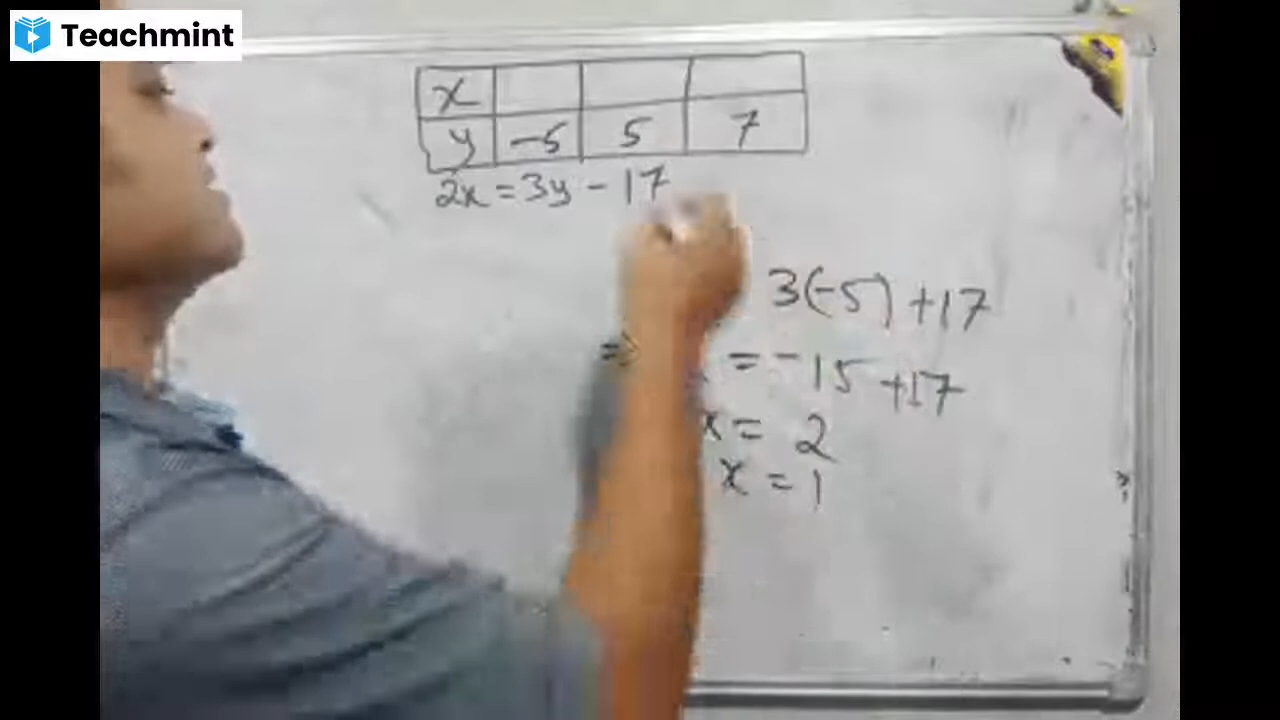 Teachmint
x
y -5 5 7
2x = 3y - 17
3(-5) + 17
= -15 + 17
x = 2
x = 1